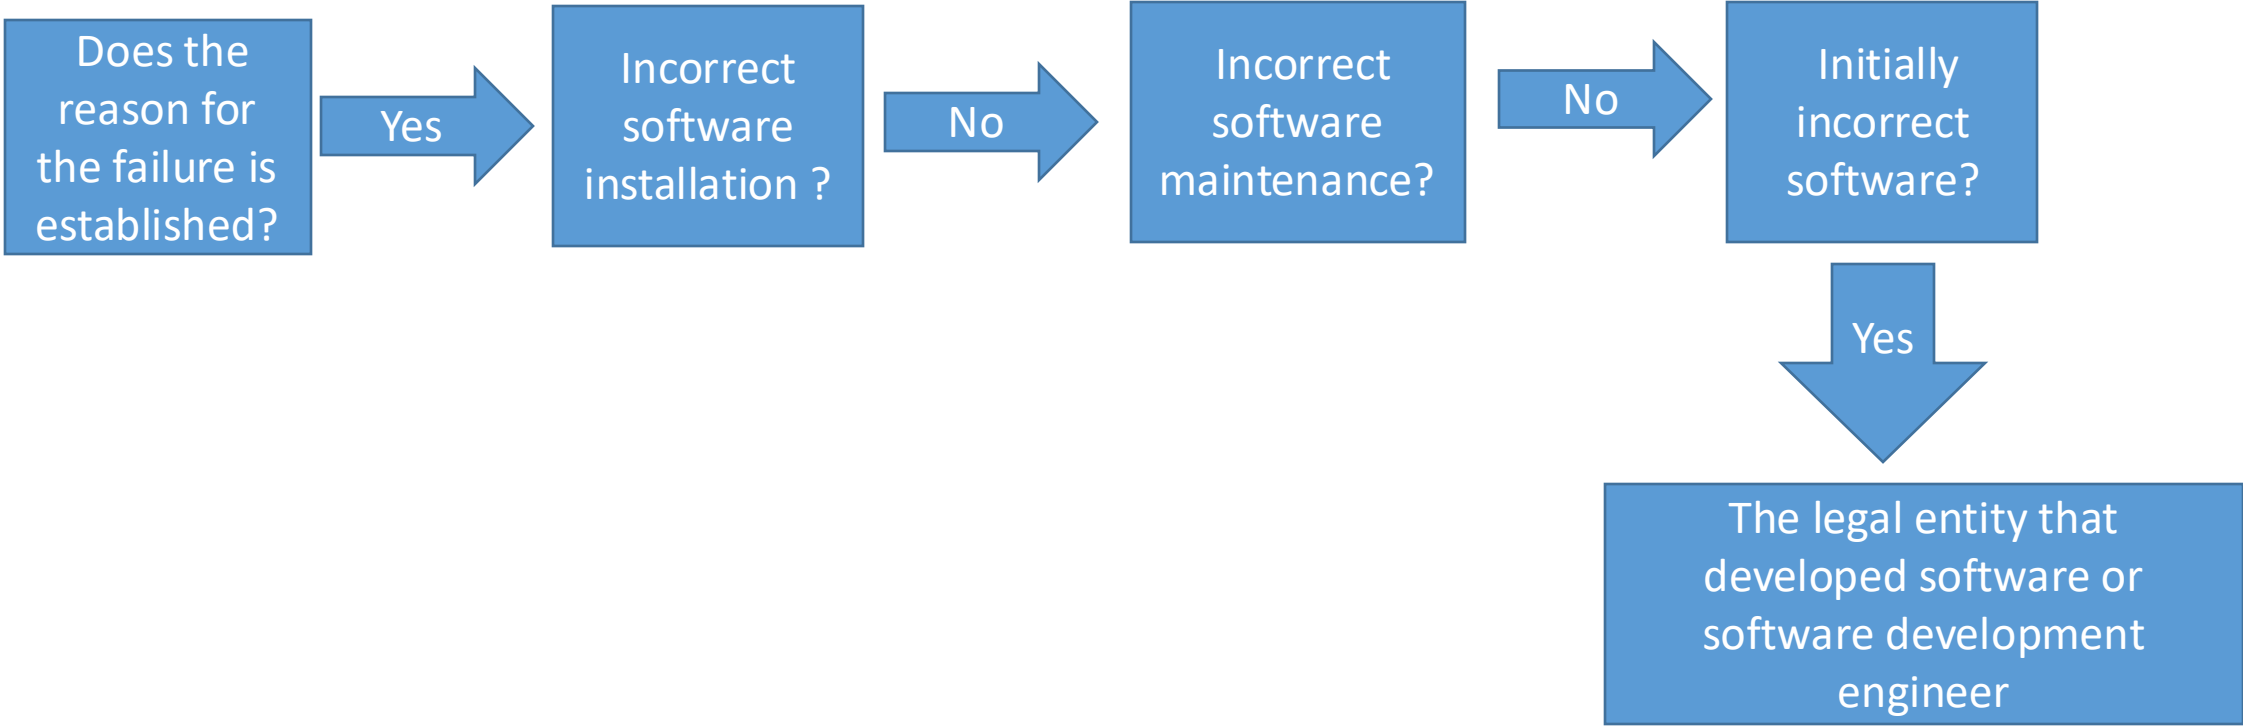 Does the
reason for
the failure is
established?
Yes
Incorrect
software
installation ?
No
Incorrect
software
maintenance?
No
Initially
incorrect
software?
Yes
The legal entity that
developed software or
software development
engineer